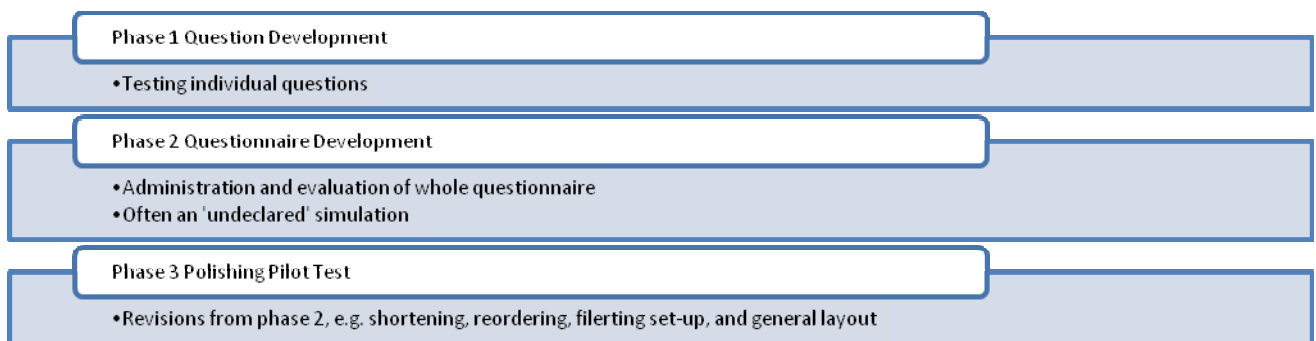 Phase 1 Question Development
•Testing individual questions
Phase 2 Questionnaire Development
•Administration and evaluation of whole questionnaire
•Often an 'undeclared' simulation
Phase 3 Polishing Pilot Test
•Revisions from phase 2, e.g. shortening, reordering, filerting set-up, and general layout